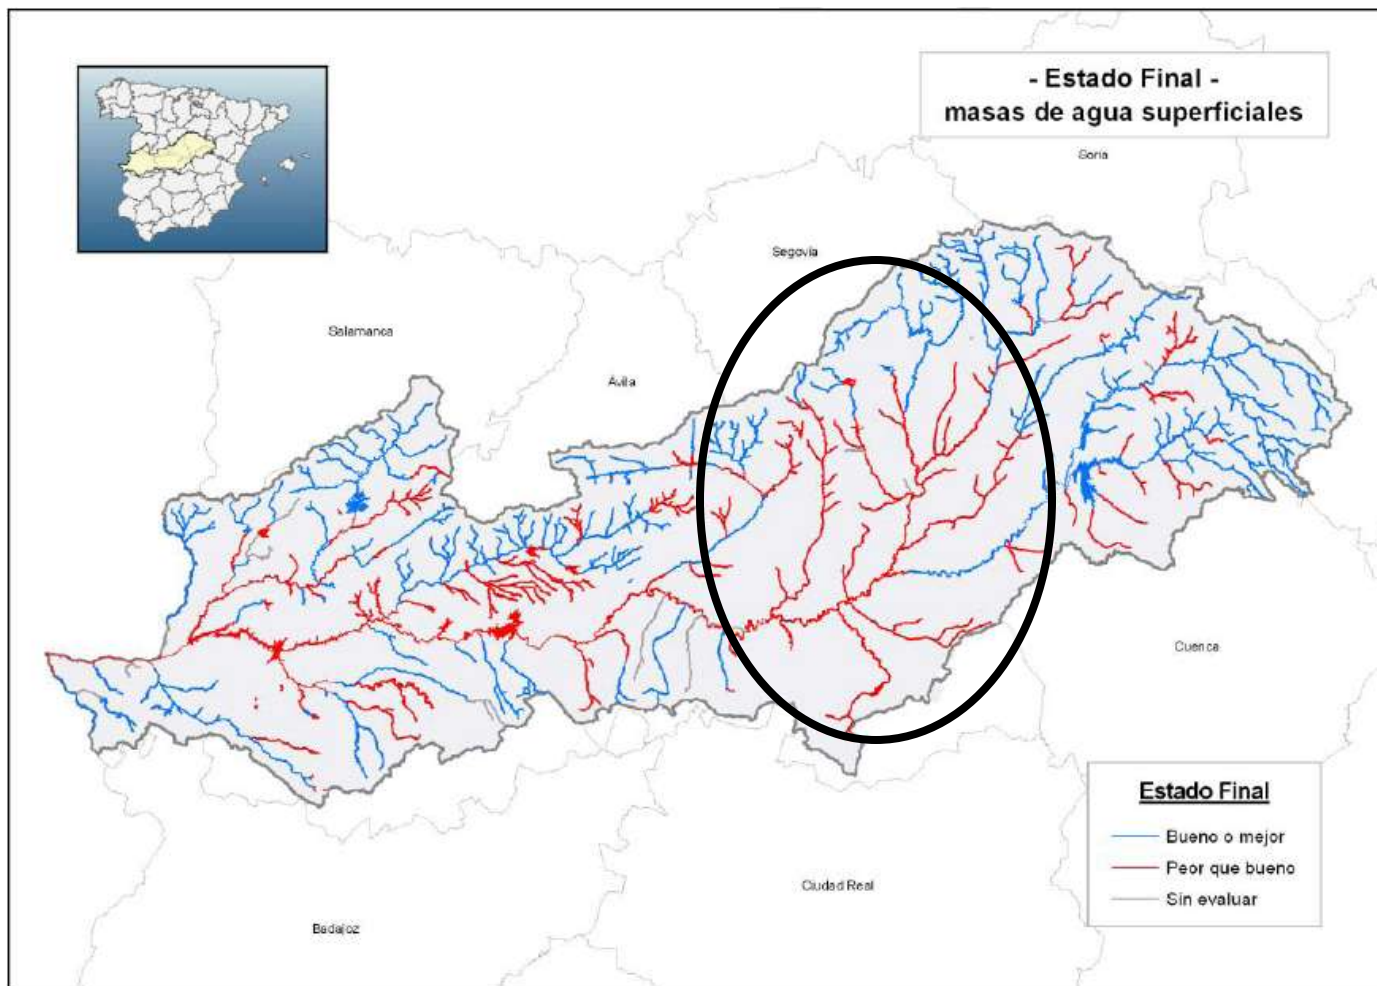 - Estado Final -
masas de agua superficiales
Soria
Segovia
Salamanca
Ávila
Cuenca
Estado Final
Bueno o mejor
Peor que bueno
Sin evaluar
Ciudad Real
Badajoz